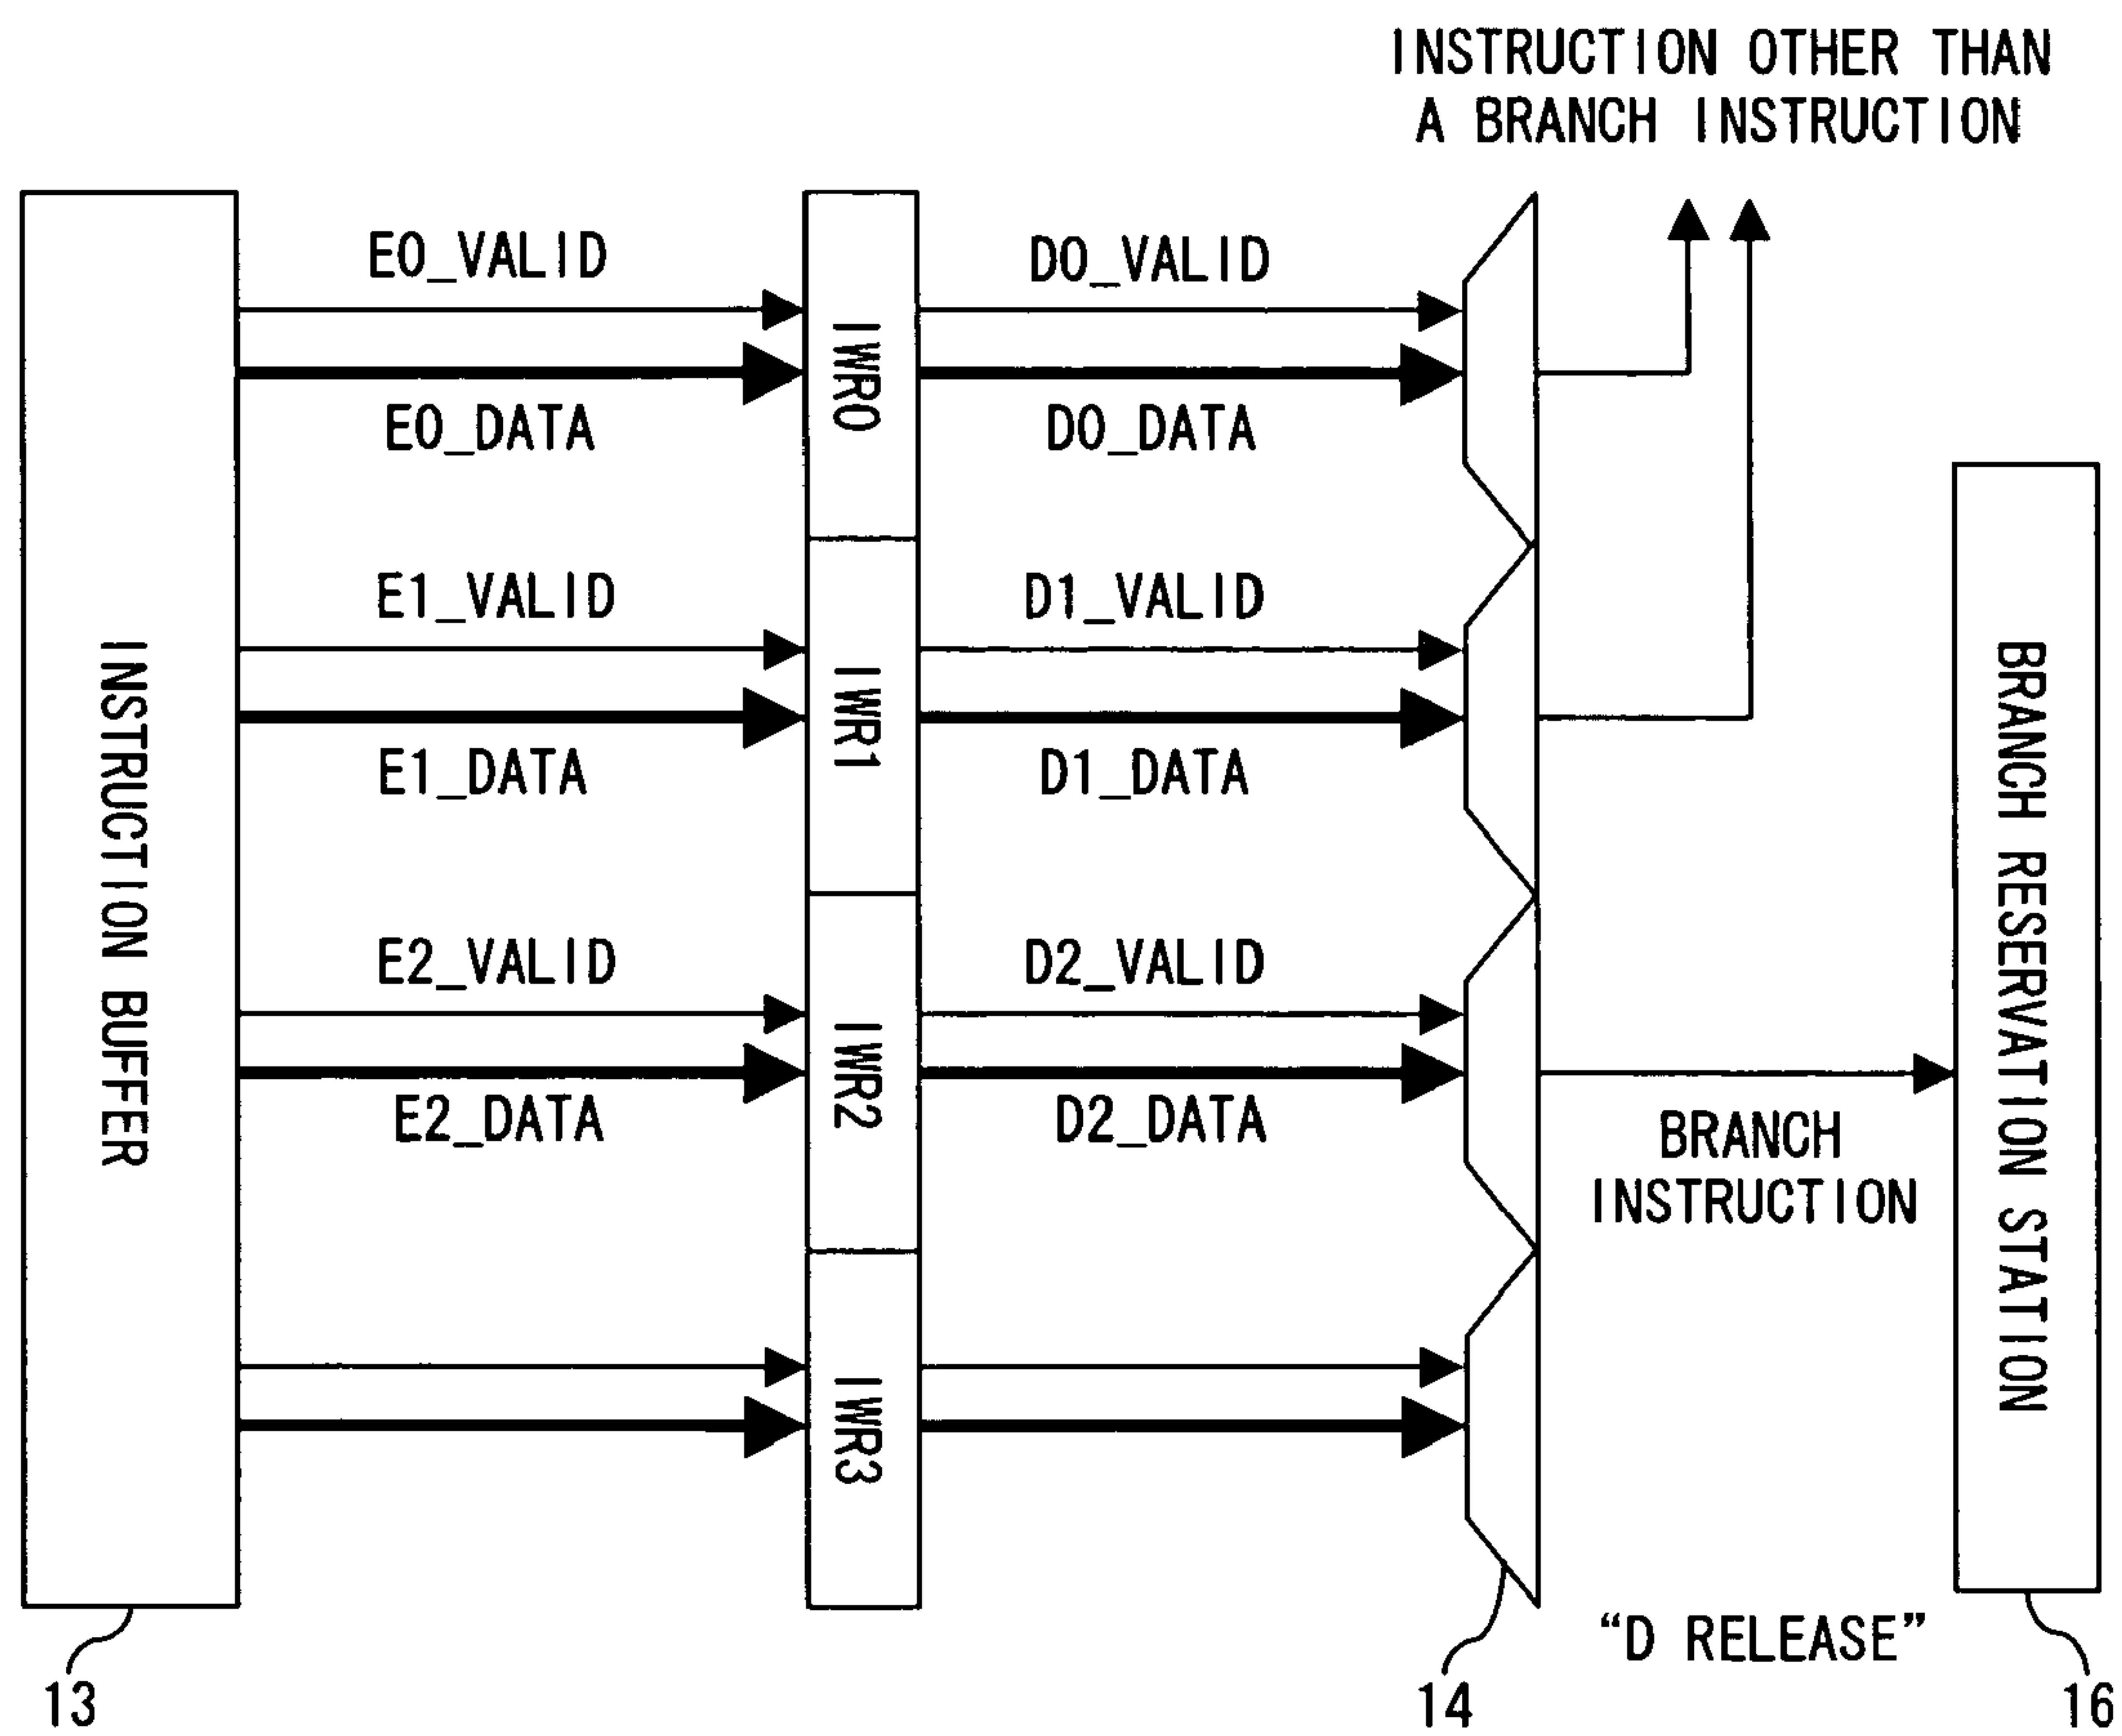 INSTRUCTION OTHER THAN
A BRANCH INSTRUCTION
E0_VALID
D0_VALID
IWR0
E0_DATA
D0_DATA
E1_VALID
D1_VALID
IWR1
E1_DATA
D1_DATA
INSTRUCTION BUFFER
BRANCH RESERVATION STATION
E2_VALID
D2_VALID
IWR2
E2_DATA
D2_DATA
BRANCH
INSTRUCTION
IWR3
“D RELEASE”
13
14
16